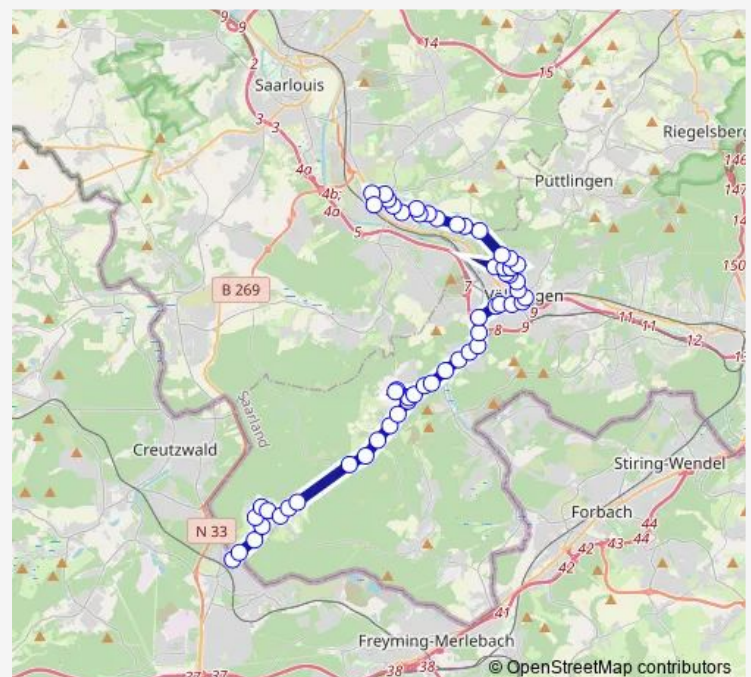 9
9
14
2
15
Saarlouis
Riegelsberg
3
3
146
4a
4b;
4a
Püttlingen
147
14
5
150
B 269
7
9
8
9
11
11
12
Saarland
Creutzwald
Stiring-Wendel
Forbach
N 33
44
44
42
43
42
41
Freyming-Merlebach
38
38
37
37
© OpenStreetMap contributors